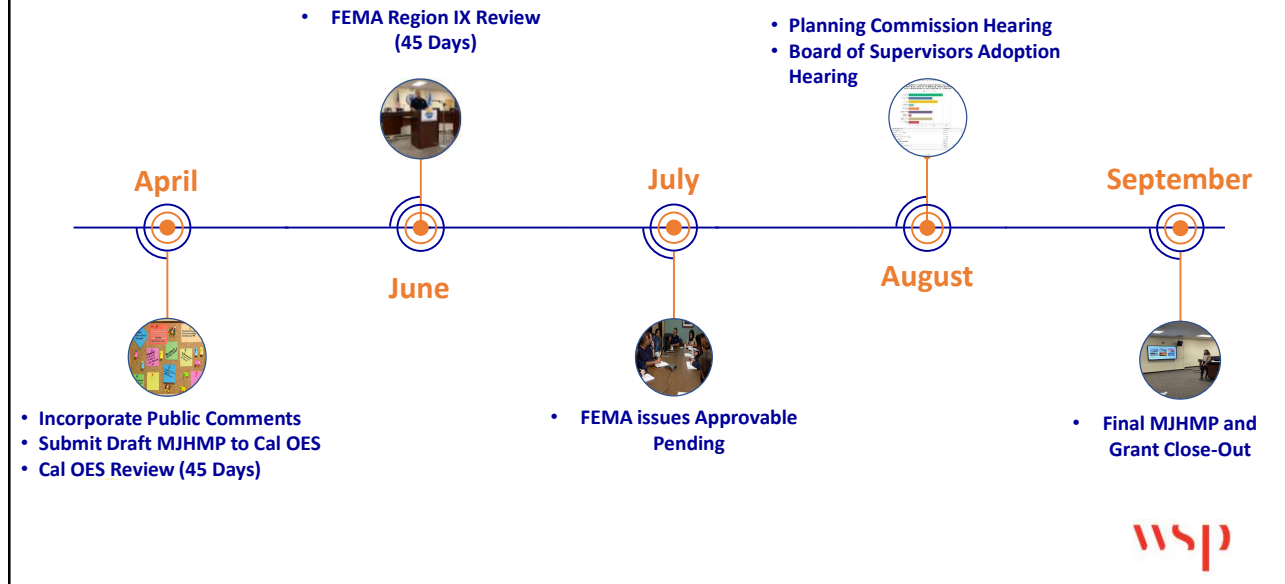 • FEMA Region IX Review
(45 Days)
• Planning Commission Hearing
• Board of Supervisors Adoption
Hearing
April
July
September
June
August
• Incorporate Public Comments
• Submit Draft MJHMP to Cal OES
• Cal OES Review (45 Days)
• FEMA issues Approvable
Pending
• Final MJHMP and
Grant Close-Out
wsp